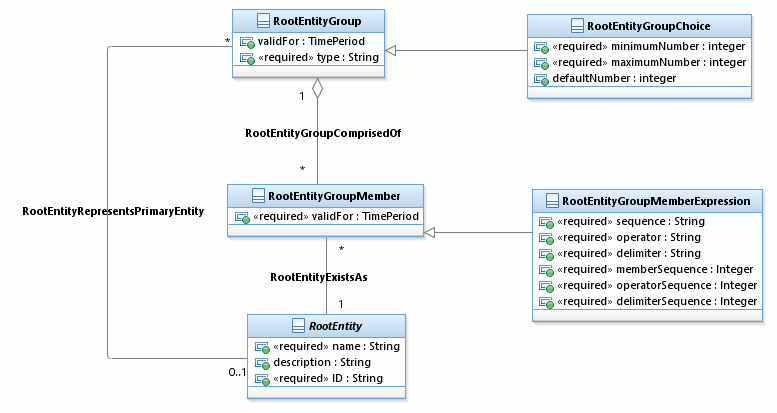 RootEntityGroup
validFor : TimePeriod
«required» type : String
RootEntityGroupChoice
«required» minimumNumber : integer
«required» maximumNumber : integer
defaultNumber : integer
*
1
RootEntityGroupComprisedOf
*
RootEntityGroupMember
«required» validFor : TimePeriod
RootEntityGroupMemberExpression
«required» sequence : String
«required» operator : String
«required» delimiter : String
«required» memberSequence : Integer
«required» operatorSequence : Integer
«required» delimiterSequence : Integer
RootEntityRepresentsPrimaryEntity
*
RootEntityExistsAs
1
RootEntity
«required» name : String
description : String
«required» ID : String
0..1